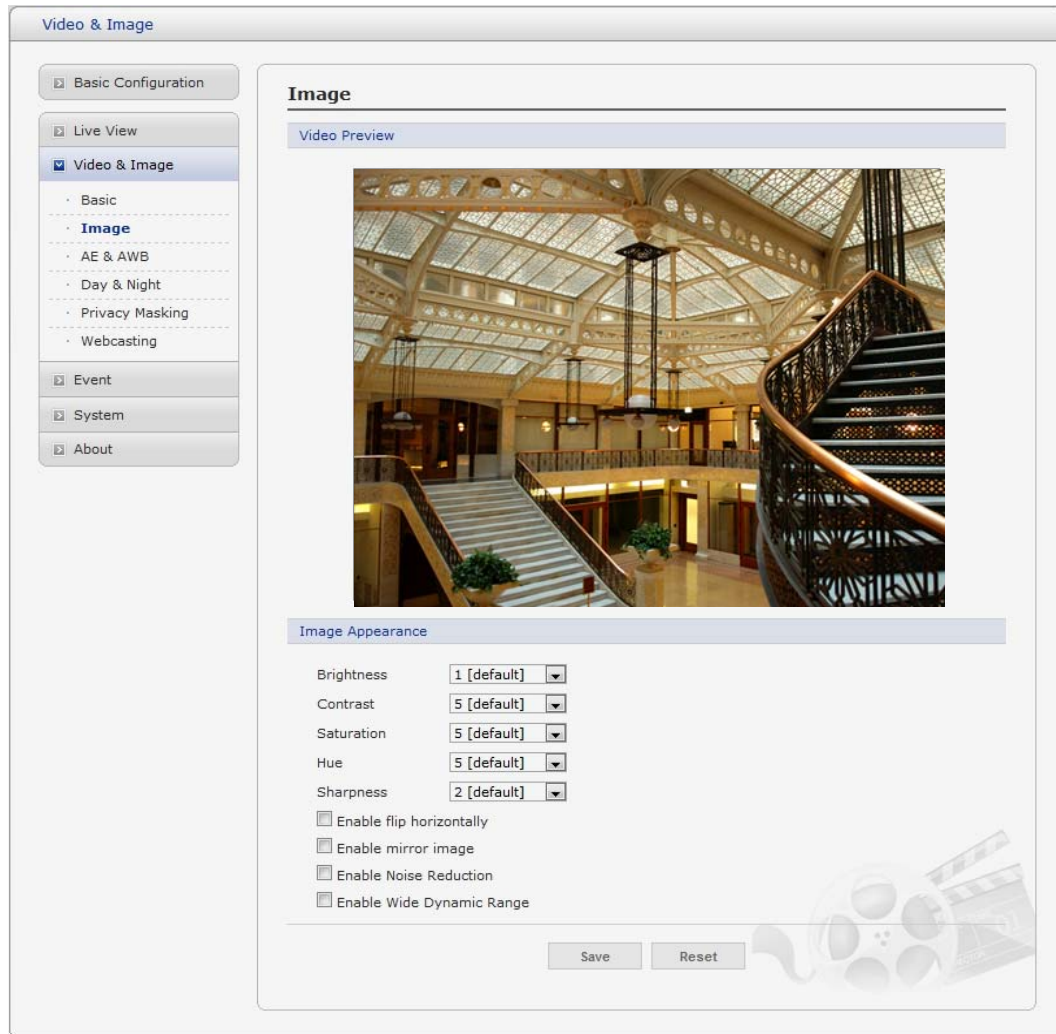 Video & Image
Basic Configuration
Live View
Video & Image
Basic
Image
AE & AWB
Day & Night
Privacy Masking
Webcasting
Event
System
About
Image
Video Preview
Image Appearance
Brightness 1 [default]
Contrast 5 [default]
Saturation 5 [default]
Hue 5 [default]
Sharpness 2 [default]
Enable flip horizontally
Enable mirror image
Enable Noise Reduction
Enable Wide Dynamic Range
Save Reset